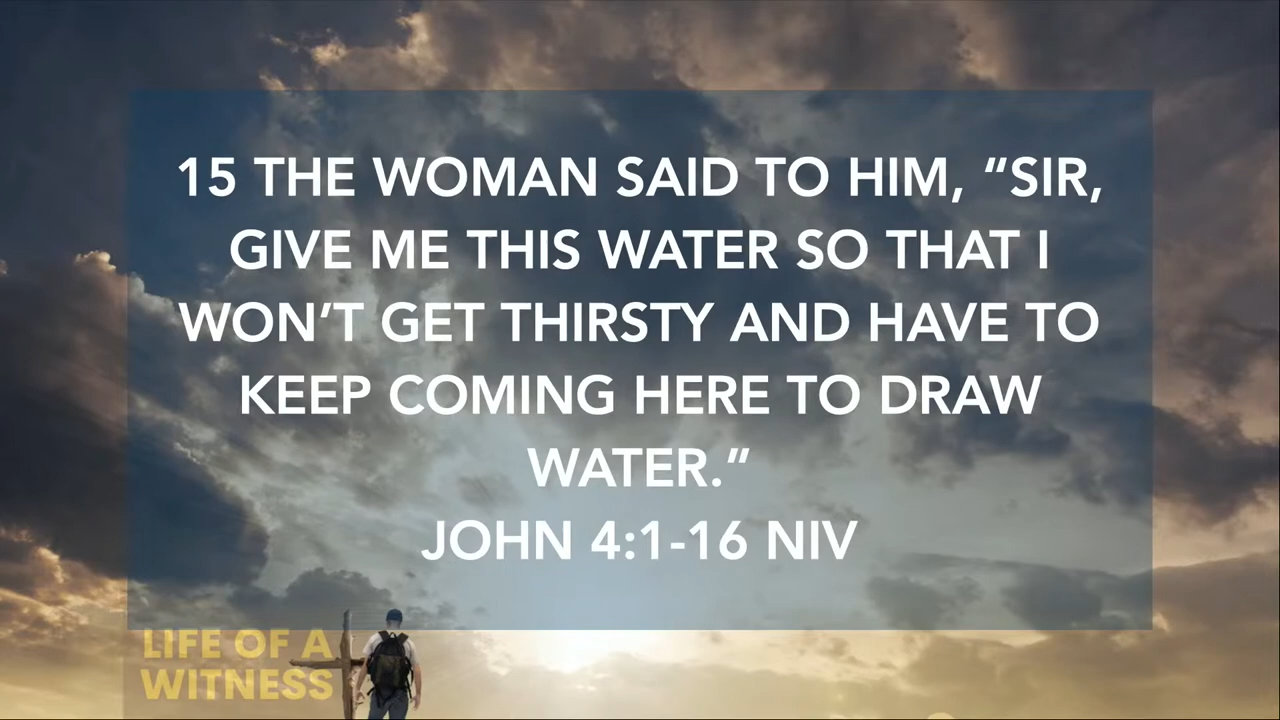 15 THE WOMAN SAID TO HIM, “SIR,
GIVE ME THIS WATER SO THAT I
WON’T GET THIRSTY AND HAVE TO
KEEP COMING HERE TO DRAW
WATER.”
JOHN 4:1-16 NIV
LIFE OF A
WITNESS